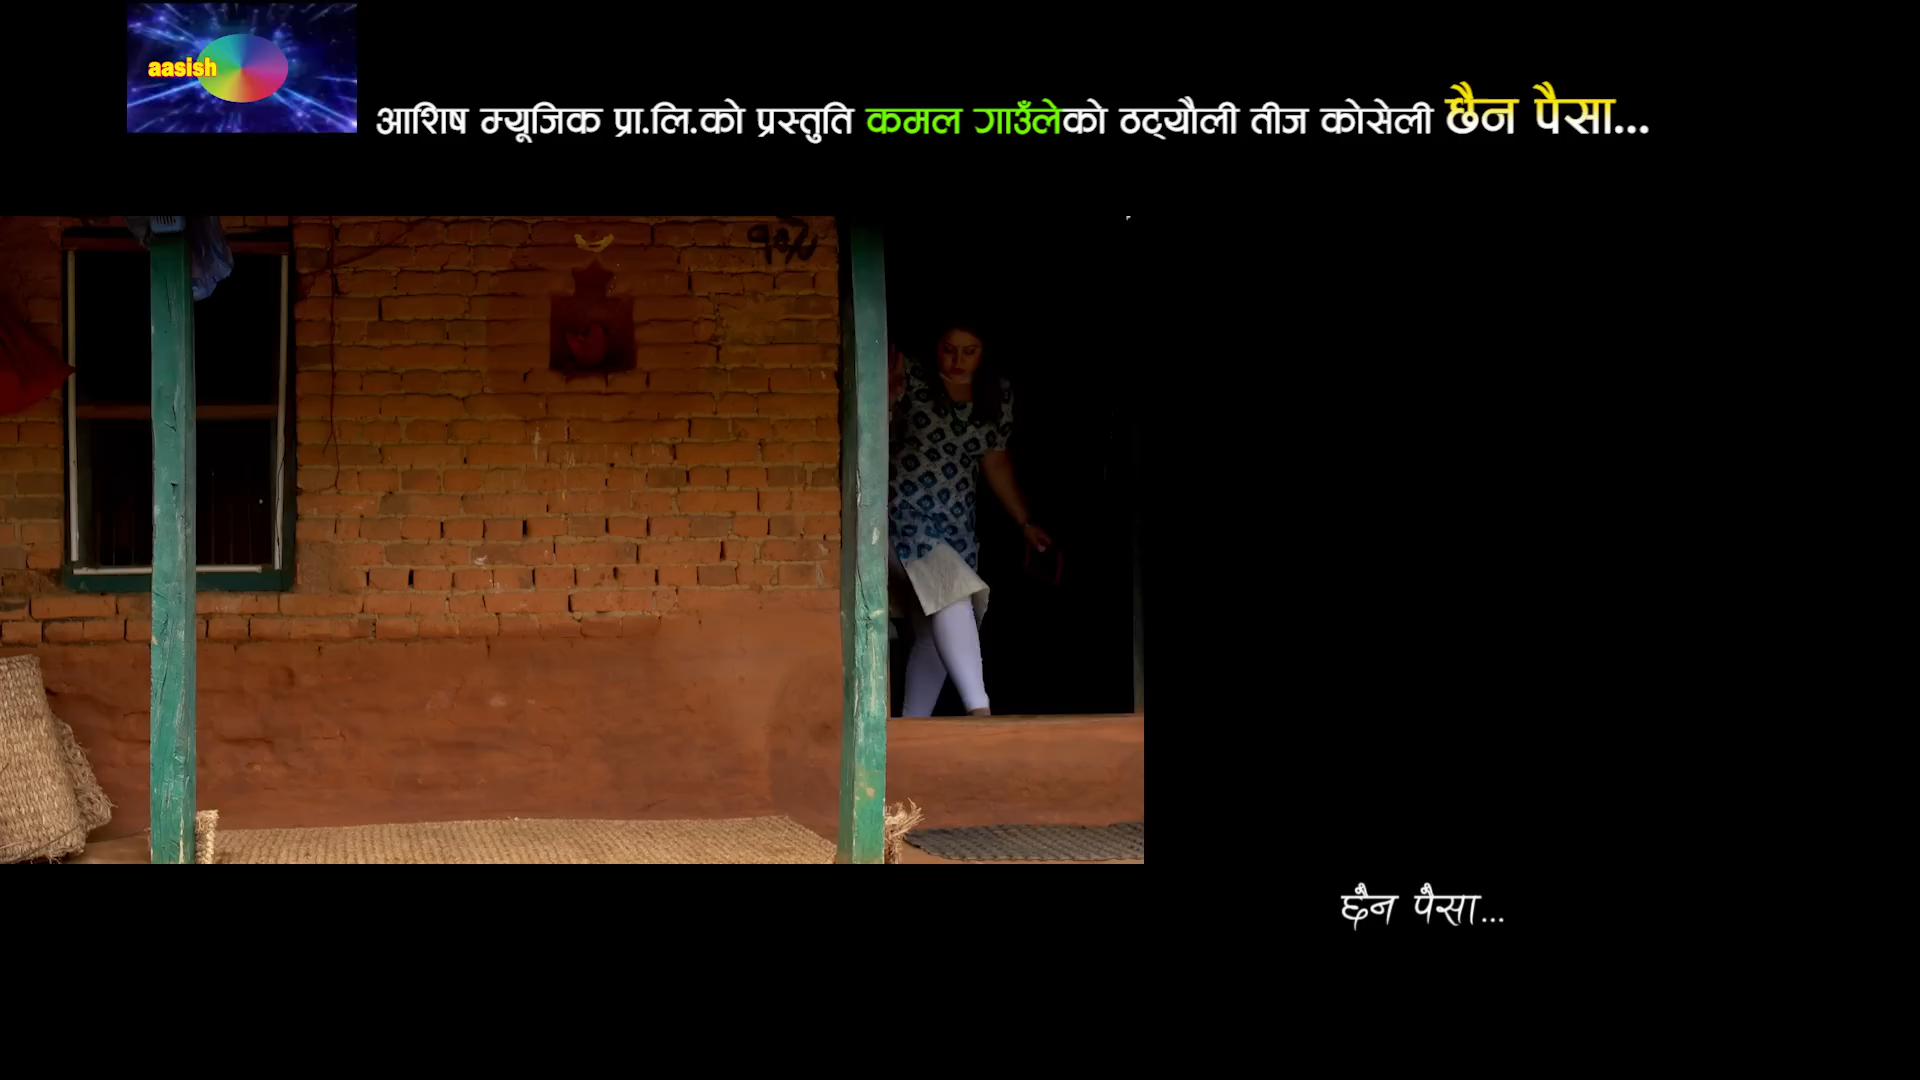 aasish
आशिष म्यूजिक प्रा.लि.को प्रस्तुति कमल गाउँलेको ठट्यौली तीज कोसेली छैन पैसा...
छैन पैसा...